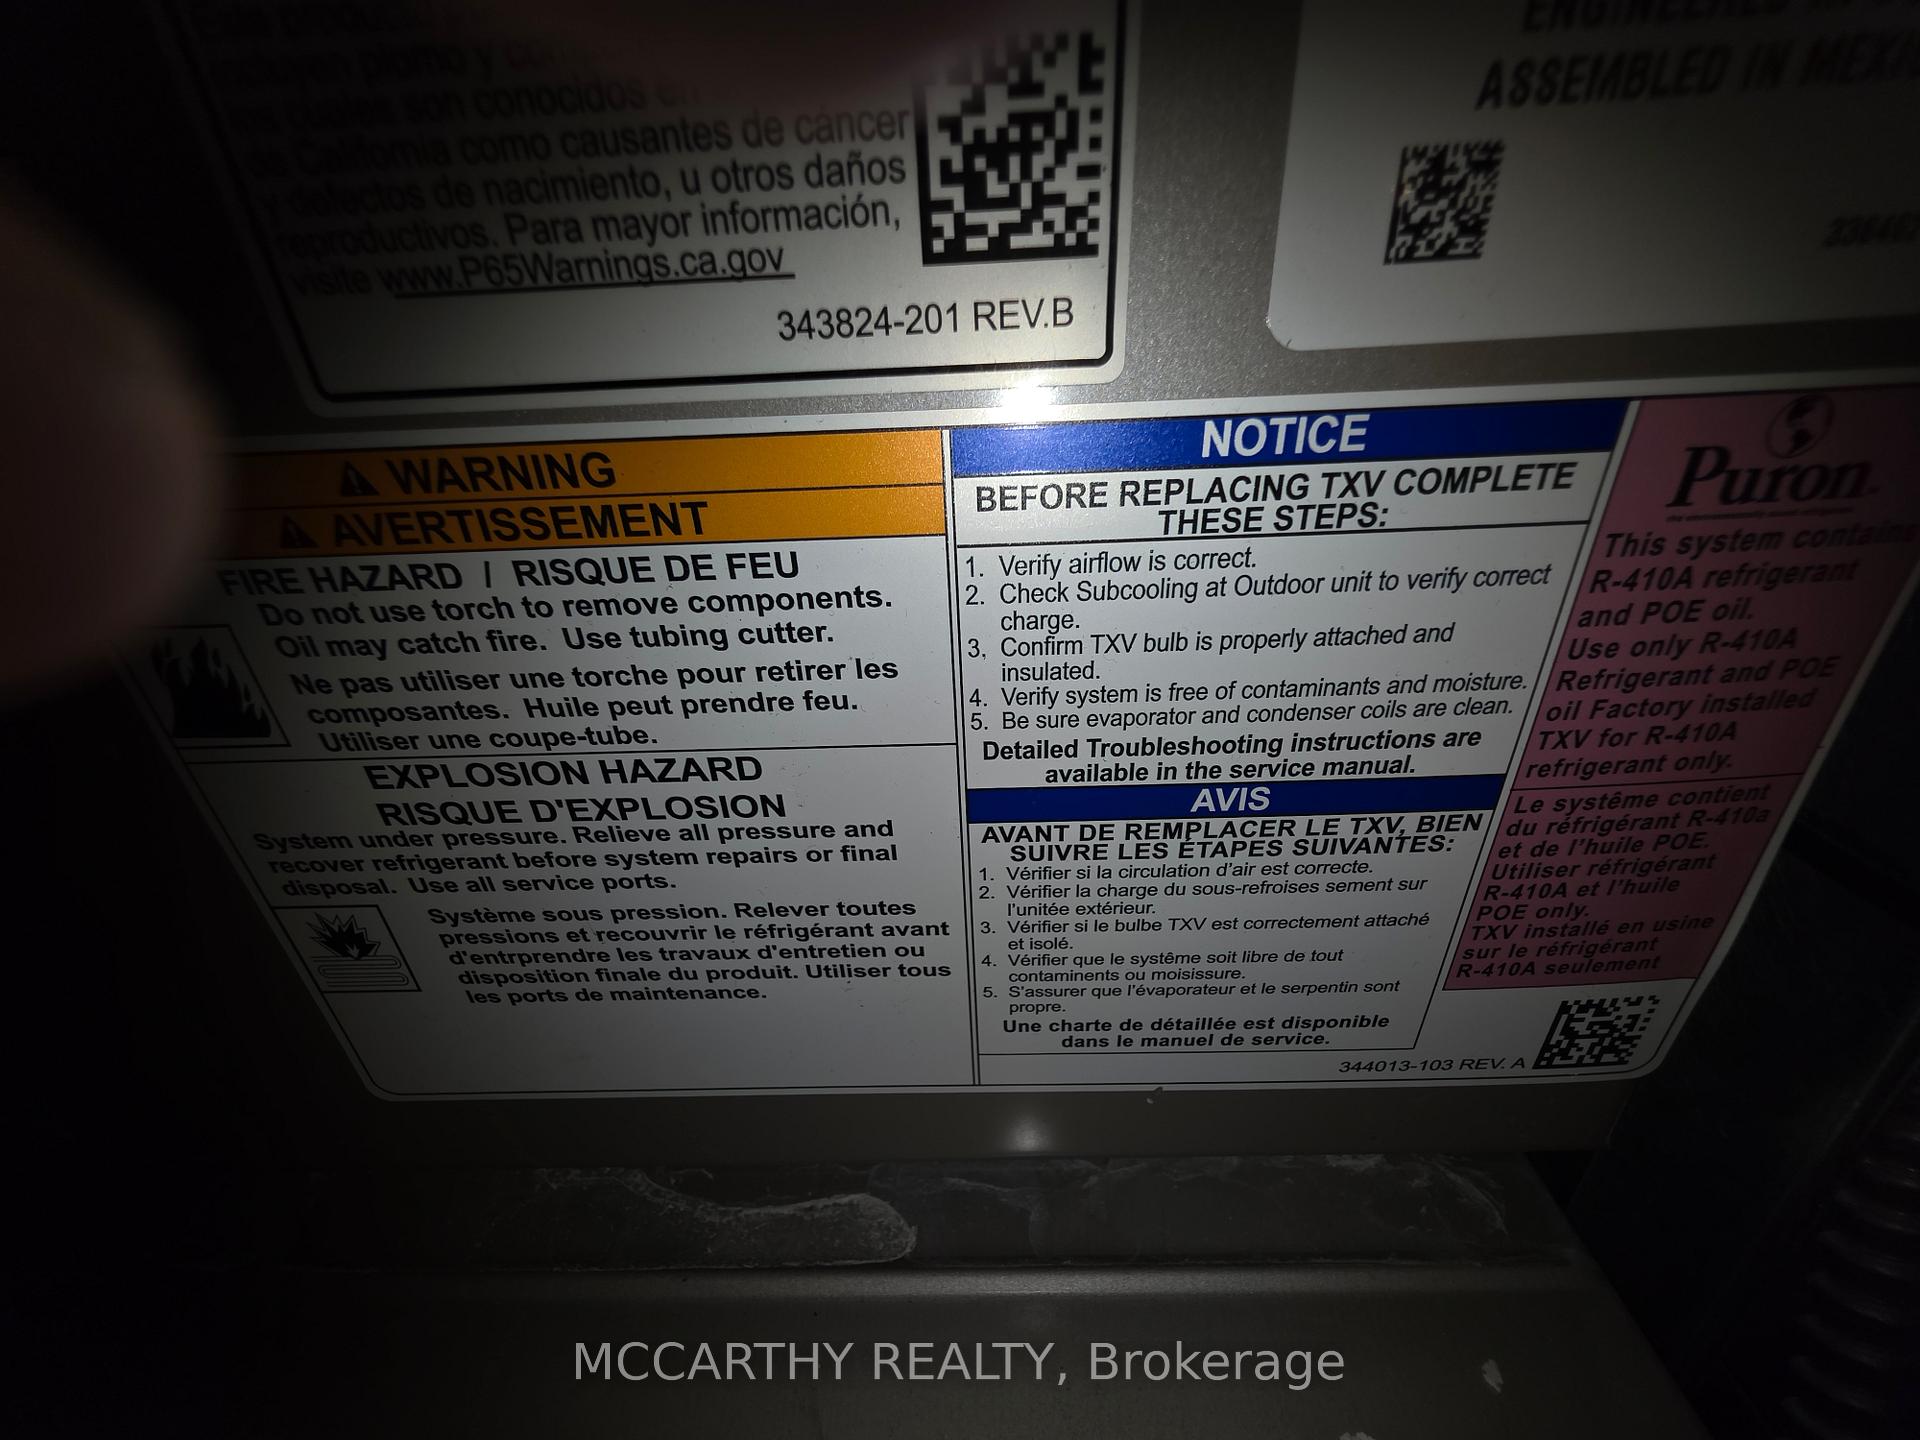 incluyen plomo y
los cuales son conocidos en
de California como causantes de cáncer
y defectos de nacimiento, u otros daños
reproductivos. Para mayor información,
visite www.P65Warnings.ca.gov
343824-201 REV.B
ENGINEERED IN
ASSEMBLED IN MEXI
WARNING
AVERTISSEMENT
FIRE HAZARD / RISQUE DE FEU
Do not use torch to remove components.
Oil may catch fire. Use tubing cutter.
Ne pas utiliser une torche pour retirer les
composantes. Huile peut prendre feu.
Utiliser une coupe-tube.
EXPLOSION HAZARD
RISQUE D'EXPLOSION
System under pressure. Relieve all pressure and
recover refrigerant before system repairs or final
disposal. Use all service ports.
Système sous pression. Relever toutes
pressions et recouvrir le réfrigérant avant
d'entrprendre les travaux d'entretien ou
disposition finale du produit. Utiliser tous
les ports de maintenance.
NOTICE
BEFORE REPLACING TXV COMPLETE
THESE STEPS:
1. Verify airflow is correct.
2. Check Subcooling at Outdoor unit to verify correct
charge.
3. Confirm TXV bulb is properly attached and
insulated.
4. Verify system is free of contaminants and moisture.
5. Be sure evaporator and condenser coils are clean.
Detailed Troubleshooting instructions are
available in the service manual.
AVIS
AVANT DE REMPLACER LE TXV, BIEN
SUIVRE LES ÉTAPES SUIVANTES:
1. Vérifier si la circulation d'air est correcte.
2. Vérifier la charge du sous-refroises sement sur
l'unitée extérieur.
3. Vérifier si le bulbe TXV est correctement attaché
et isolé.
4. Vérifier que le système soit libre de tout
contaminents ou moisissure.
5. S'assurer que l'évaporateur et le serpentin sont
propre.
Une charte de détaillée est disponible
dans le manuel de service.
344013-103 REV. A
Puron
This system contains
R-410A refrigerant
and POE oil.
Use only R-410A
Refrigerant and POE
oil Factory installed
TXV for R-410A
refrigerant only.
Le systême contient
du réfrigérant R-410a
et de l'huile POE.
Utiliser réfrigérant
R-410A et l'huile
POE only.
TXV installé en usine
sur le réfrigérant
R-410A seulement
MCCARTHY REALTY, Brokerage